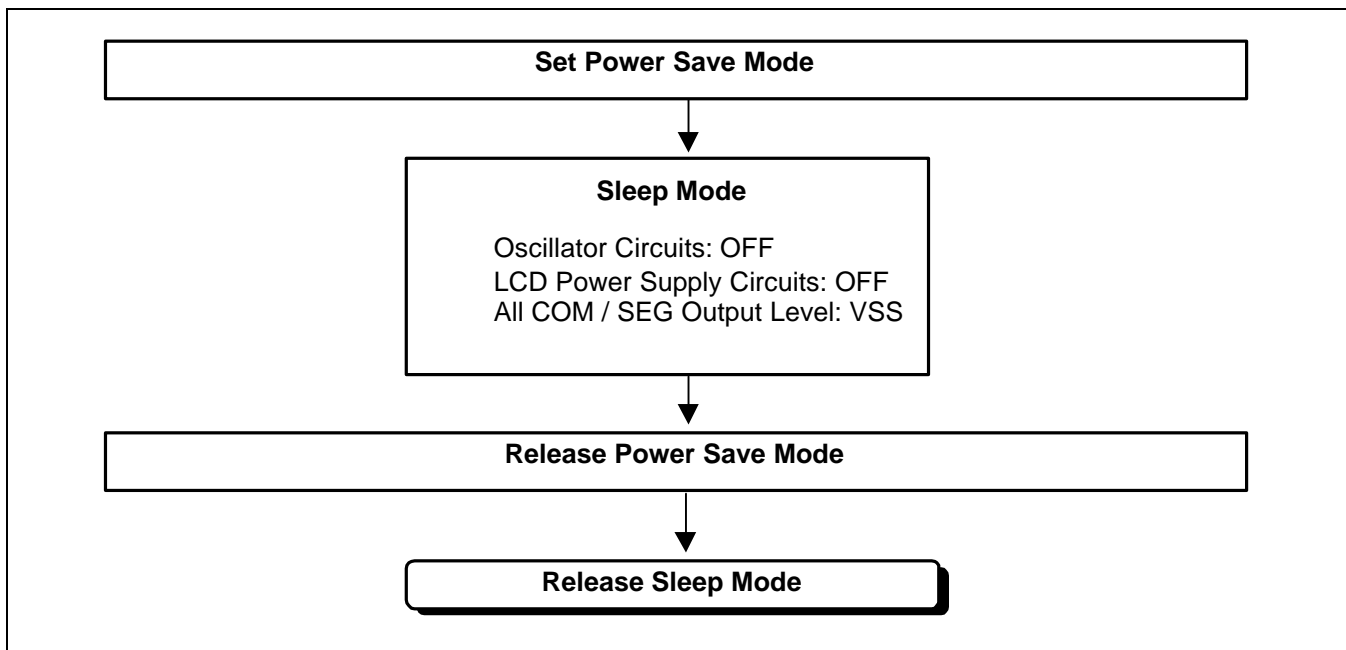 Set Power Save Mode
Sleep Mode
Oscillator Circuits: OFF
LCD Power Supply Circuits: OFF
All COM / SEG Output Level: VSS
Release Power Save Mode
Release Sleep Mode